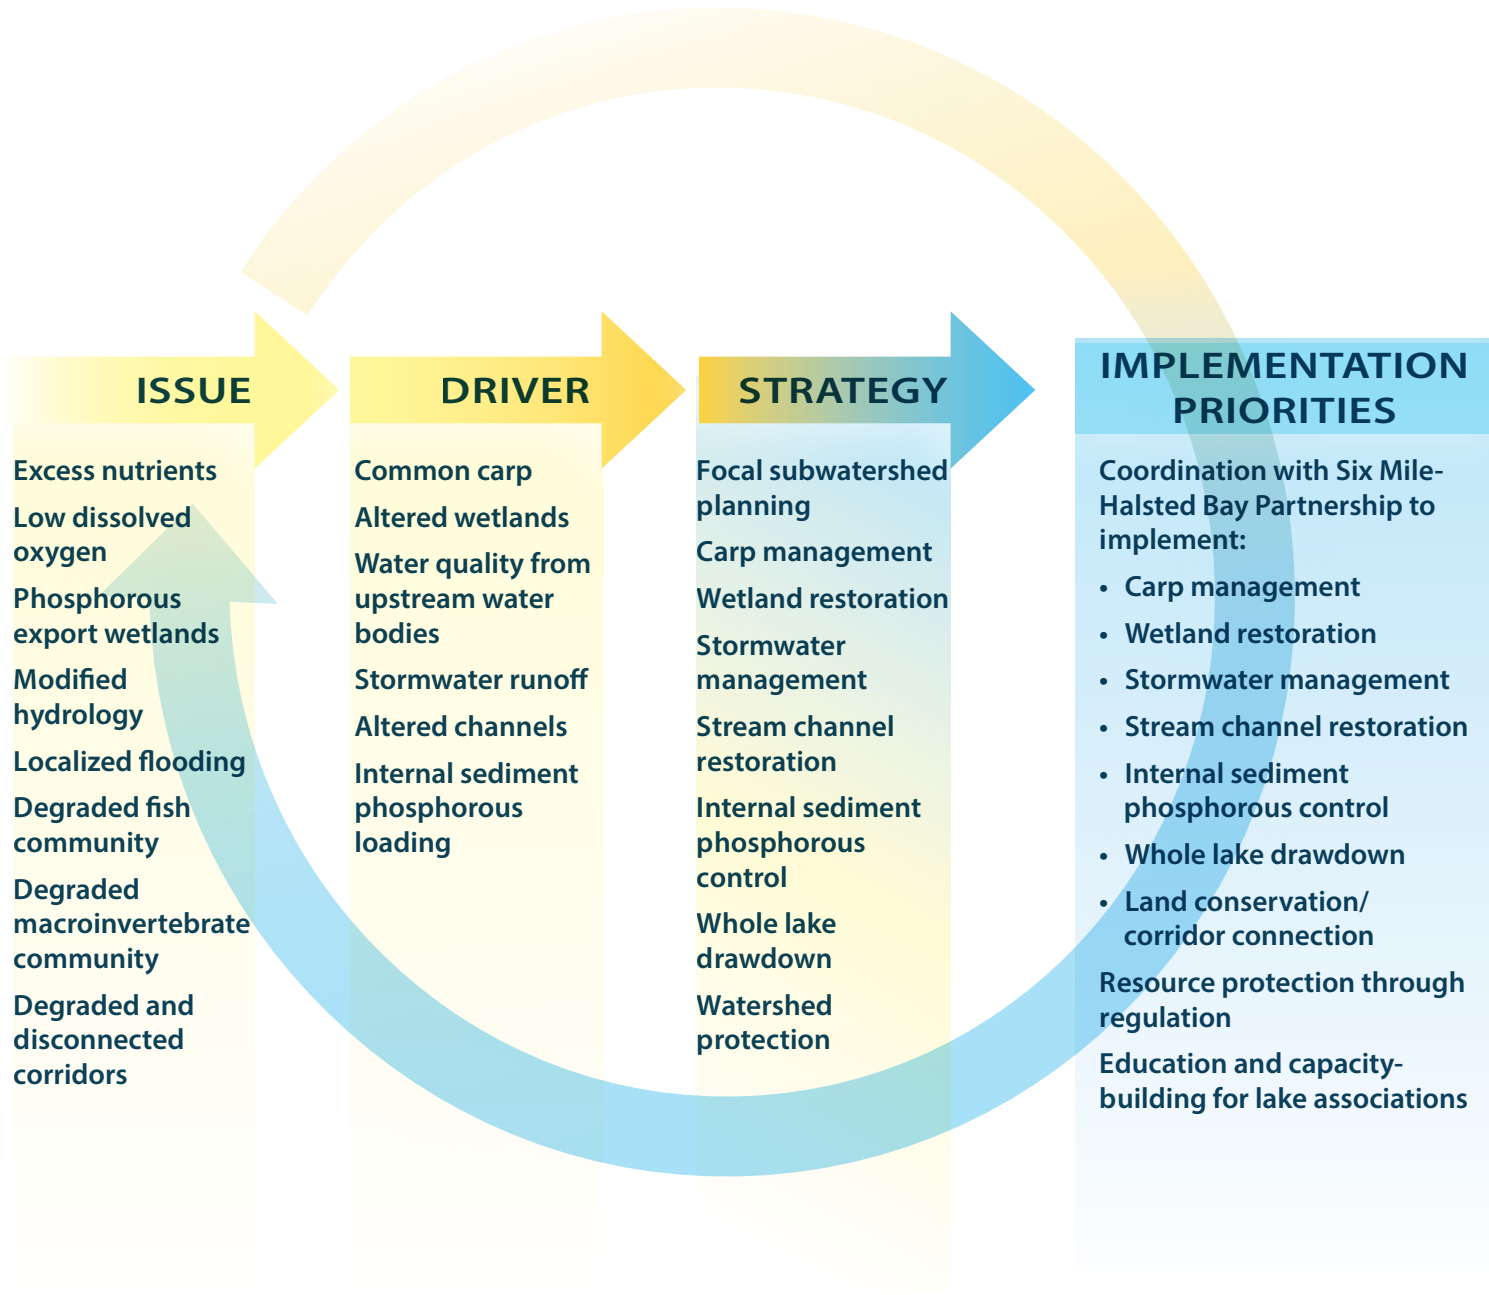 ISSUE
Excess nutrients
Low dissolved
oxygen
Phosphorous
export wetlands
Modified
hydrology
Localized flooding
Degraded fish
community
Degraded
macroinvertebrate
community
Degraded and
disconnected
corridors
DRIVER
Common carp
Altered wetlands
Water quality from
upstream water
bodies
Stormwater runoff
Altered channels
Internal sediment
phosphorous
loading
STRATEGY
Focal subwatershed
planning
Carp management
Wetland restoration
Stormwater
management
Stream channel
restoration
Internal sediment
phosphorous
control
Whole lake
drawdown
Watershed
protection
IMPLEMENTATION
PRIORITIES
Coordination with Six Mile-
Halsted Bay Partnership to
implement:
• Carp management
• Wetland restoration
• Stormwater management
• Stream channel restoration
• Internal sediment
phosphorous control
• Whole lake drawdown
• Land conservation/
corridor connection
Resource protection through
regulation
Education and capacity-
building for lake associations